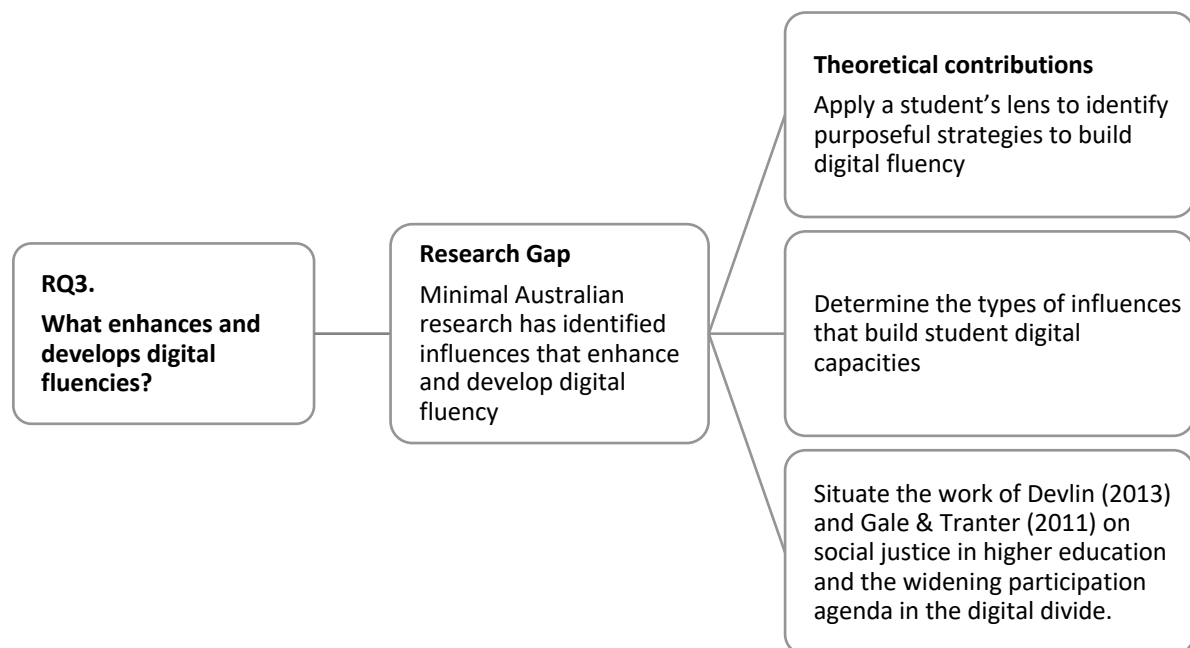 RQ3.
What enhances and
develops digital
fluencies?
Research Gap
Minimal Australian
research has identified
influences that enhance
and develop digital
fluency
Theoretical contributions
Apply a student’s lens to identify
purposeful strategies to build
digital fluency
Determine the types of influences
that build student digital
capacities
Situate the work of Devlin (2013)
and Gale & Tranter (2011) on
social justice in higher education
and the widening participation
agenda in the digital divide.